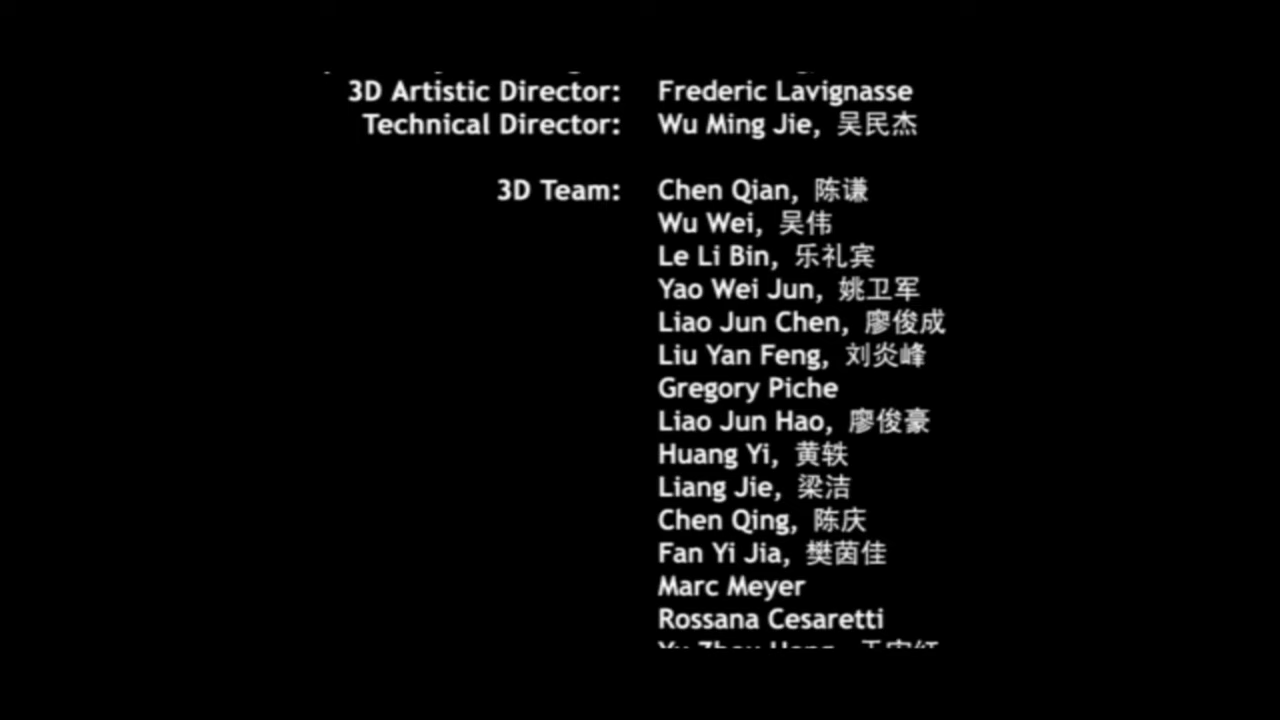 3D Artistic Director: Frederic Lavignasse
Technical Director: Wu Ming Jie, 吴民杰
3D Team: Chen Qian, 陈谦
Wu Wei, 吴伟
Le Li Bin, 乐礼宾
Yao Wei Jun, 姚卫军
Liao Jun Chen, 廖俊成
Liu Yan Feng, 刘炎峰
Gregory Piche
Liao Jun Hao, 廖俊豪
Huang Yi, 黄轶
Liang Jie, 梁洁
Chen Qing, 陈庆
Fan Yi Jia, 樊茵佳
Marc Meyer
Rossana Cesaretti